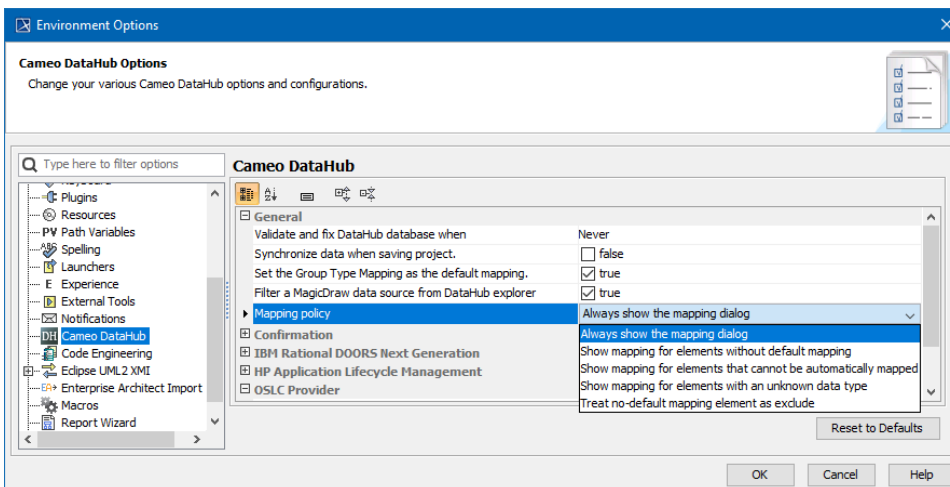 Environment Options
Cameo DataHub Options
Change your various Cameo DataHub options and configurations.
Type here to filter options
Plugins
Resources
PV Path Variables
Spelling
Launchers
E Experience
External Tools
Notifications
DH Cameo DataHub
Code Engineering
Eclipse UML2 XMI
EA Enterprise Architect Import
Macros
Report Wizard
Cameo DataHub
General
Validate and fix DataHub database when Never
Synchronize data when saving project. false
Set the Group Type Mapping as the default mapping. true
Filter a MagicDraw data source from DataHub explorer true
Mapping policy Always show the mapping dialog
Confirmation
IBM Rational DOORS Next Generation
HP Application Lifecycle Management
OSLC Provider
Always show the mapping dialog
Show mapping for elements without default mapping
Show mapping for elements that cannot be automatically mapped
Show mapping for elements with an unknown data type
Treat no-default mapping element as exclude
Reset to Defaults
OK Cancel Help